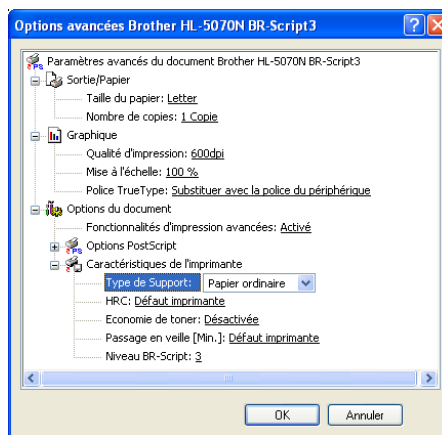 Options avancées Brother HL-5070N BR-Script3
Paramètres avancés du document Brother HL-5070N BR-Script3
Sortie/Papier
Taille du papier: Letter
Nombre de copies: 1 Copie
Graphique
Qualité d'impression: 600dpi
Mise à l'échelle: 100 %
Police TrueType: Substituer avec la police du périphérique
Options du document
Fonctionnalités d'impression avancées: Activé
Options PostScript
Caractéristiques de l'imprimante
Type de Support: Papier ordinaire
HRC: Défaut imprimante
Economie de toner: Désactivée
Passage en veille [Min.]: Défaut imprimante
Niveau BR-Script: 3
OK Annuler